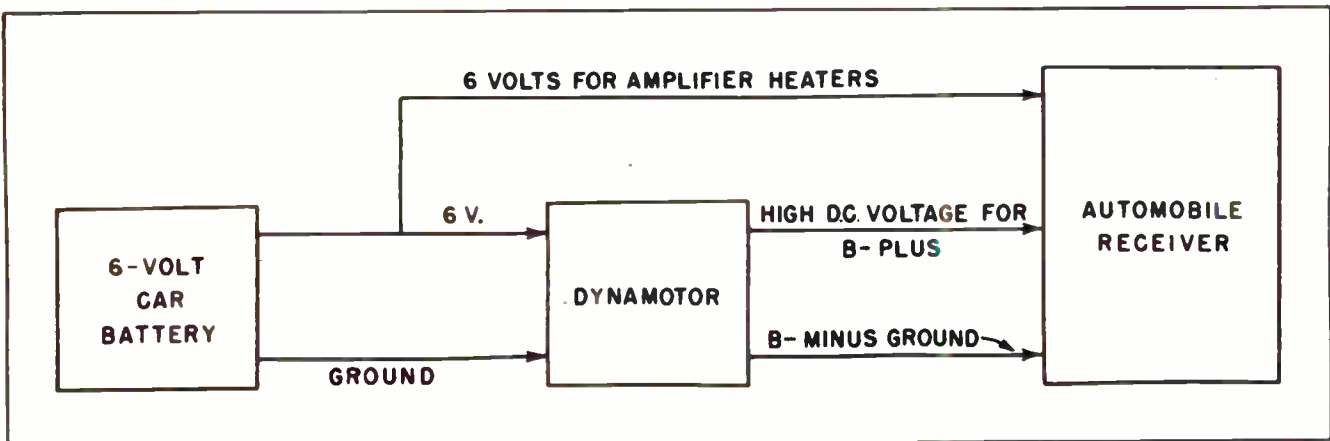 6 VOLTS FOR AMPLIFIER HEATERS
6-VOLT
CAR
BATTERY
6 V.
GROUND
DYNAMOTOR
HIGH D.C. VOLTAGE FOR
B- PLUS
B- MINUS GROUND
AUTOMOBILE
RECEIVER